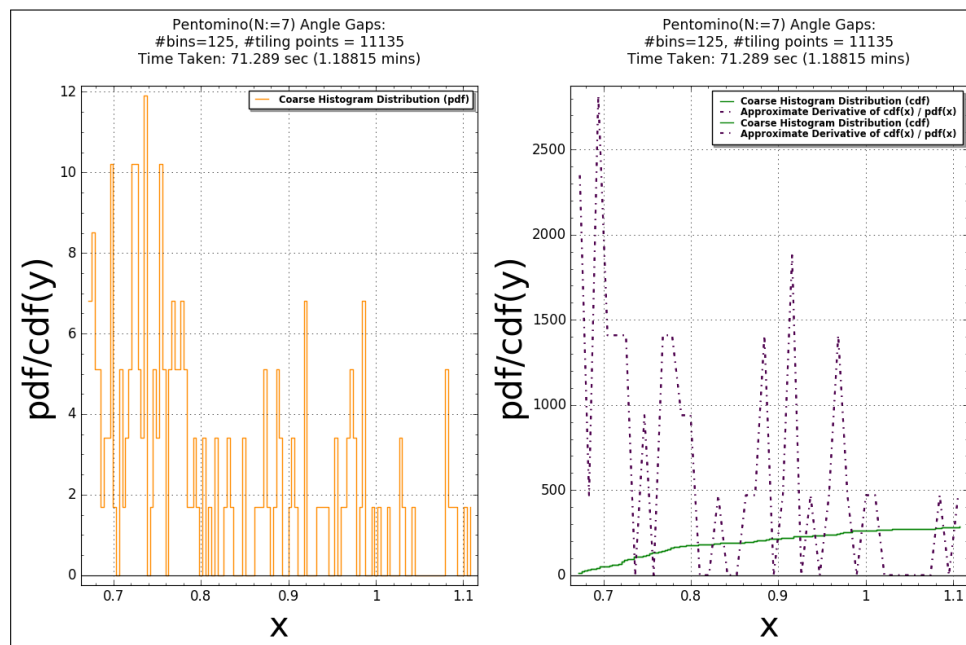 Pentomino(N:=7) Angle Gaps:
#bins=125, #tiling points = 11135
Time Taken: 71.289 sec (1.18815 mins)
Coarse Histogram Distribution (pdf)
12
10
8
6
4
2
0
pdf/cdf(y)
0.7 0.8 0.9 1 1.1
x
Pentomino(N:=7) Angle Gaps:
#bins=125, #tiling points = 11135
Time Taken: 71.289 sec (1.18815 mins)
Coarse Histogram Distribution (cdf)
Approximate Derivative of cdf(x) / pdf(x)
Coarse Histogram Distribution (cdf)
Approximate Derivative of cdf(x) / pdf(x)
2500
2000
1500
1000
500
0
pdf/cdf(y)
0.7 0.8 0.9 1 1.1
x